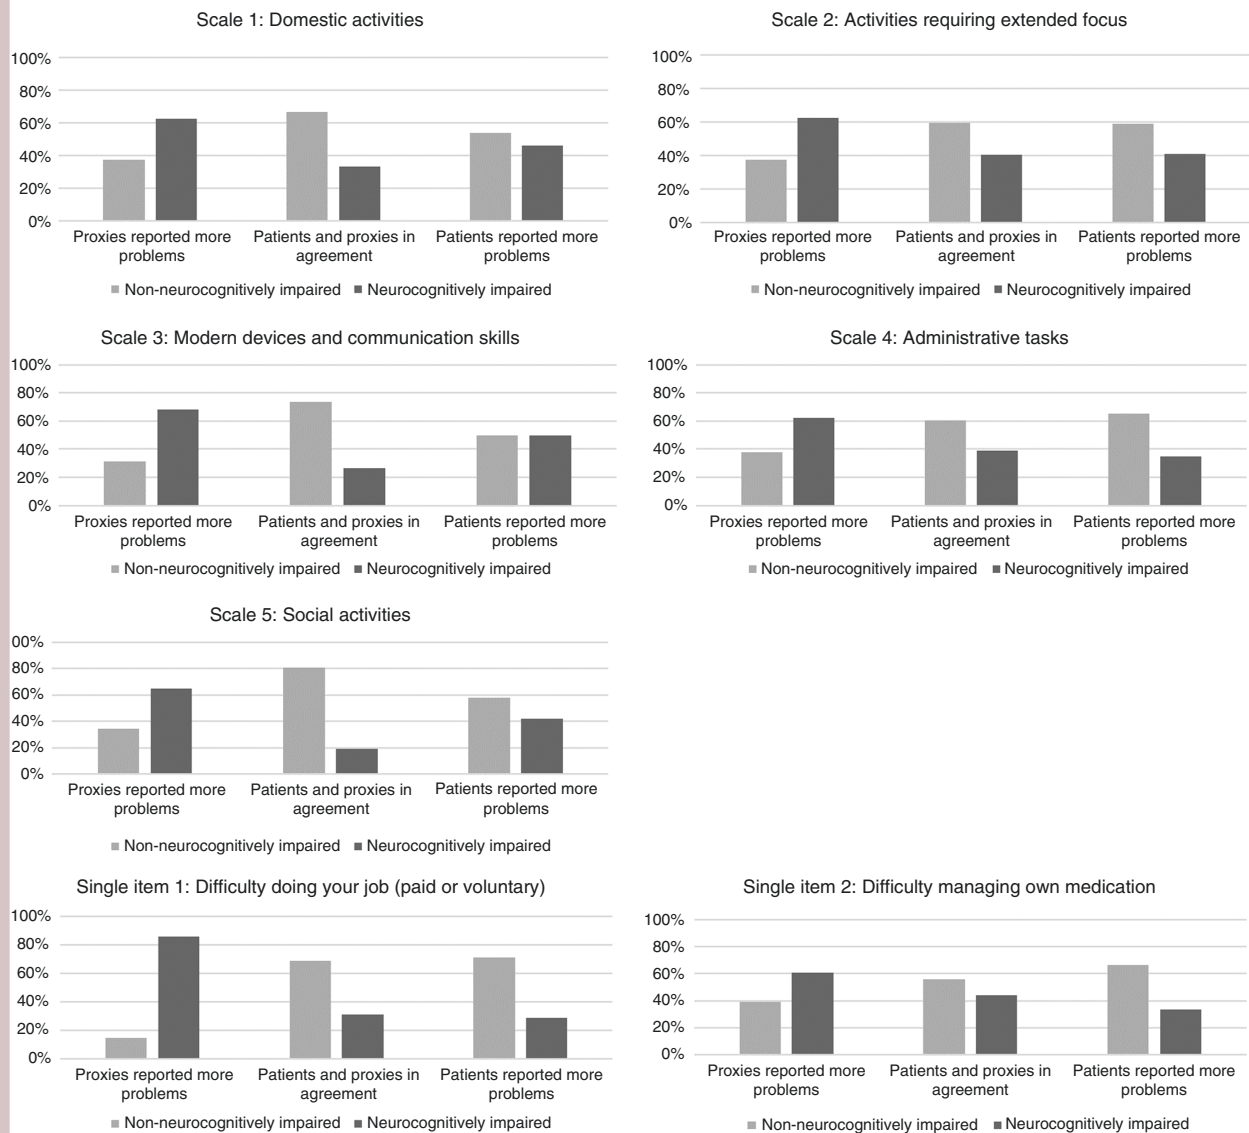 Scale 1: Domestic activities
100%
80%
60%
40%
20%
0%
Proxies reported more problems
Patients and proxies in agreement
Patients reported more problems
Non-neurocognitively impaired
Neurocognitively impaired
Scale 2: Activities requiring extended focus
100%
80%
60%
40%
20%
0%
Proxies reported more problems
Patients and proxies in agreement
Patients reported more problems
Non-neurocognitively impaired
Neurocognitively impaired
Scale 3: Modern devices and communication skills
100%
80%
60%
40%
20%
0%
Proxies reported more problems
Patients and proxies in agreement
Patients reported more problems
Non-neurocognitively impaired
Neurocognitively impaired
Scale 4: Administrative tasks
100%
80%
60%
40%
20%
0%
Proxies reported more problems
Patients and proxies in agreement
Patients reported more problems
Non-neurocognitively impaired
Neurocognitively impaired
Scale 5: Social activities
00%
80%
60%
40%
20%
0%
Proxies reported more problems
Patients and proxies in agreement
Patients reported more problems
Non-neurocognitively impaired
Neurocognitively impaired
Single item 1: Difficulty doing your job (paid or voluntary)
100%
80%
60%
40%
20%
0%
Proxies reported more problems
Patients and proxies in agreement
Patients reported more problems
Non-neurocognitively impaired
Neurocognitively impaired
Single item 2: Difficulty managing own medication
100%
80%
60%
40%
20%
0%
Proxies reported more problems
Patients and proxies in agreement
Patients reported more problems
Non-neurocognitively impaired
Neurocognitively impaired